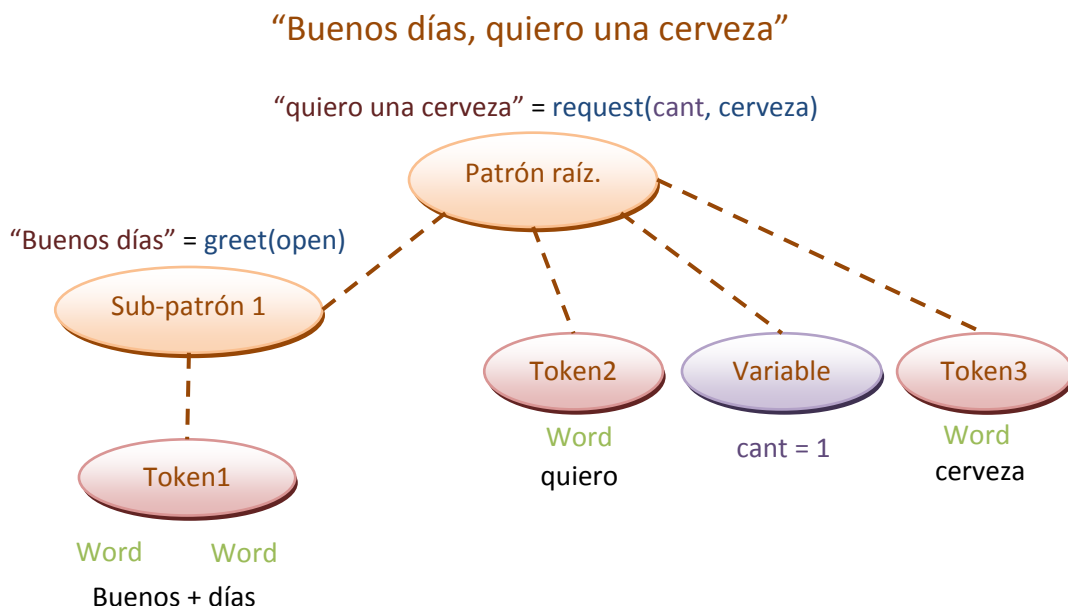 “Buenos días, quiero una cerveza”
“quiero una cerveza” = request(cant, cerveza)
Patrón raíz.
“Buenos días” = greet(open)
Sub-patrón 1
Token2
Variable
Token3
Word
cant = 1
Word
quiero
cerveza
Token1
Word Word
Buenos + días